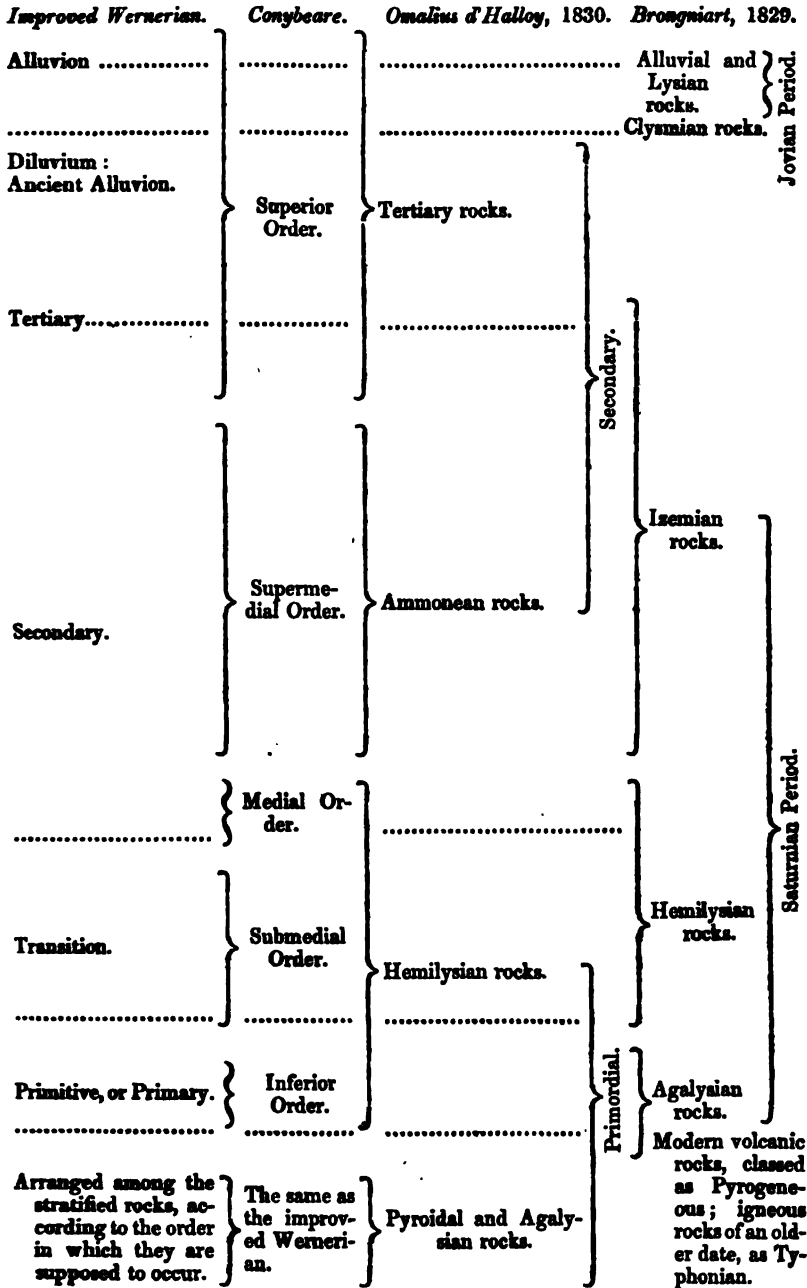 Improved Wernerian. Conybeare. Omalius d'Halloy, 1830. Brongniart, 1829.
Alluvion
Alluvial and
Lysian
rocks.
Clysmian rocks.
Jovian Period.
Diluvium :
Ancient Alluvion.
Superior
Order.
Tertiary rocks.
Tertiary
Secondary.
Izemian
rocks.
Secondary.
Superme-
dial Order.
Ammonean rocks.
Medial Or-
der.
Saturnian Period.
Transition.
Submedial
Order.
Hemilysian rocks.
Hemilysian
rocks.
Primitive, or Primary.
Inferior
Order.
Primordial.
Agalysian
rocks.
Arranged among the
stratified rocks, ac-
cording to the order
in which they are
supposed to occur.
The same as
the improv-
ed Werneri-
an.
Pyroidal and Agaly-
sian rocks.
Modern volcanic
rocks, classed
as Pyrogene-
ous ; igneous
rocks of an old-
er date, as Ty-
phonian.